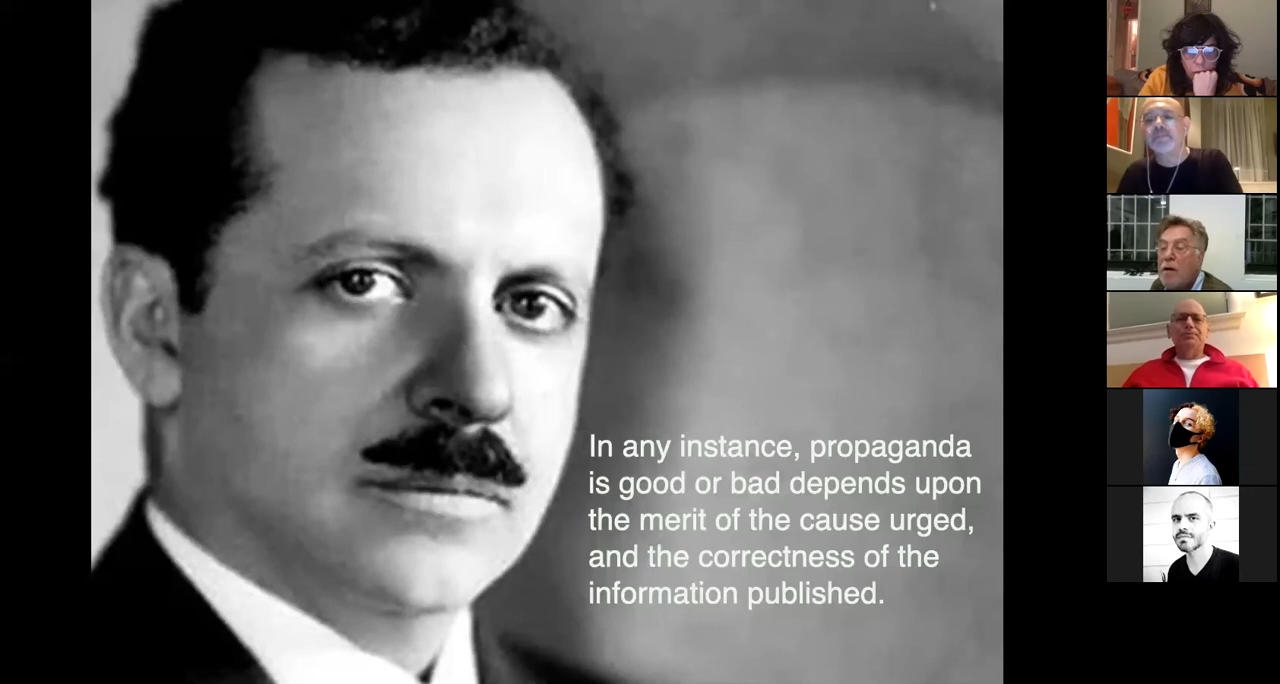 In any instance, propaganda
is good or bad depends upon
the merit of the cause urged,
and the correctness of the
information published.